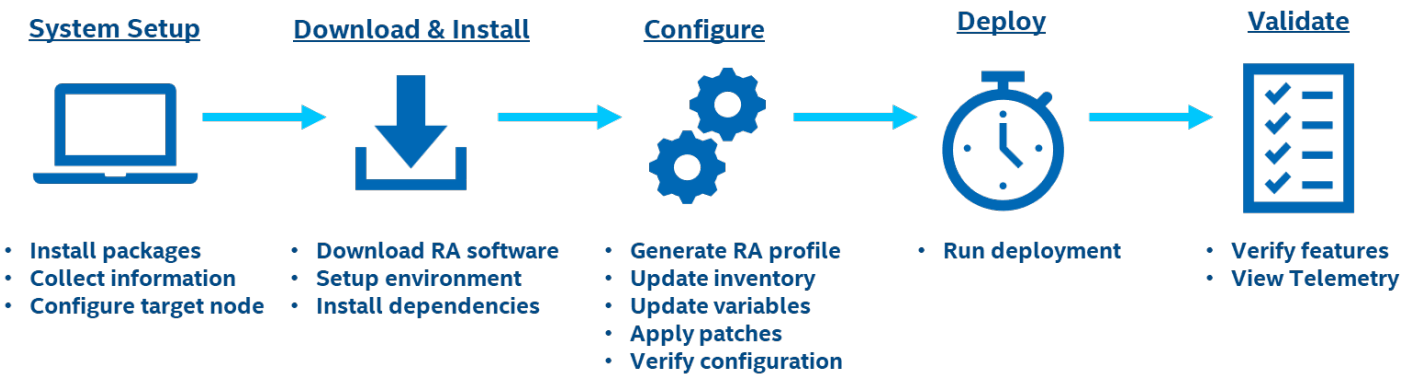 System Setup
Download & Install
Configure
Deploy
Validate
• Install packages
• Collect information
• Configure target node
• Download RA software
• Setup environment
• Install dependencies
• Generate RA profile
• Update inventory
• Update variables
• Apply patches
• Verify configuration
• Run deployment
• Verify features
• View Telemetry